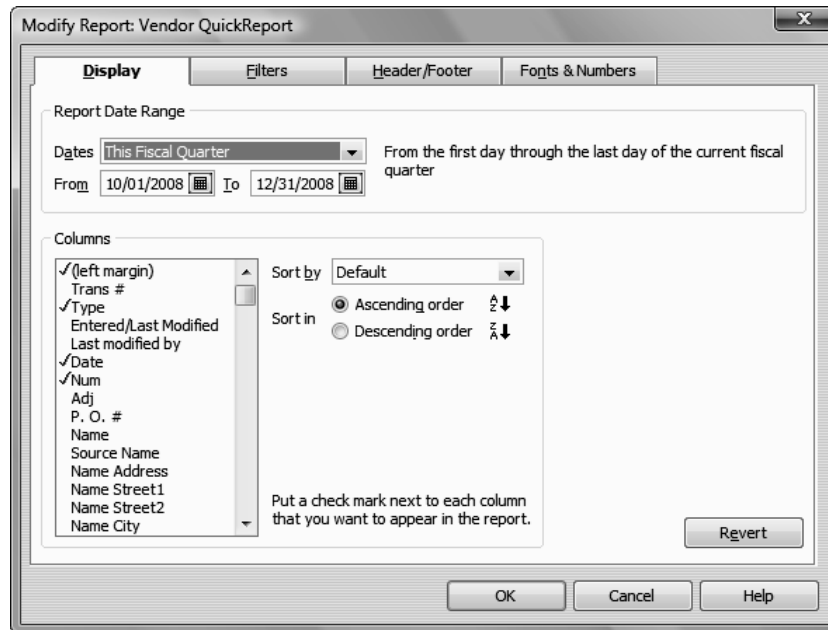 Modify Report: Vendor QuickReport
Display Filters Header/Footer Fonts & Numbers
Report Date Range
Dates This Fiscal Quarter
From the first day through the last day of the current fiscal
quarter
From 10/01/2008 To 12/31/2008
Columns
(left margin)
Trans #
Type
Entered/Last Modified
Last modified by
Date
Num
Adj
P. O. #
Name
Source Name
Name Address
Name Street1
Name Street2
Name City
Sort by Default
Sort in
Ascending order
Descending order
Put a check mark next to each column
that you want to appear in the report.
Revert
OK Cancel Help